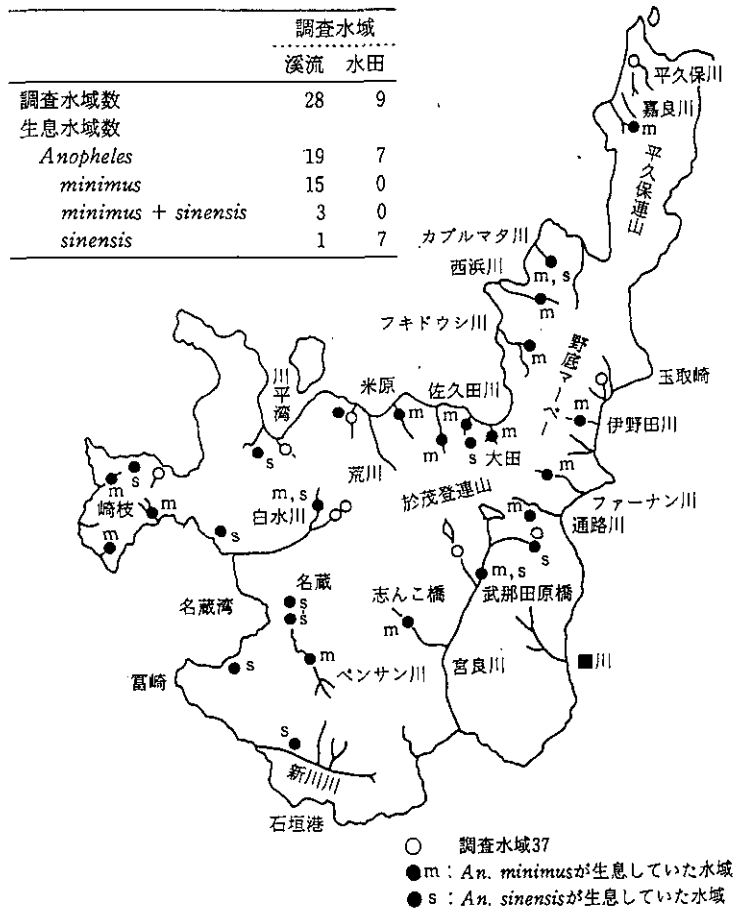 調査水域
溪流 水田
調査水域数 28 9
生息水域数
Anopheles 19 7
minimus 15 0
minimus + sinensis 3 0
sinensis 1 7
平久保川
嘉良川
m
平久保連山
カブルマタ川
m, s
西浜川
m
フキドウシ川
m
野底マーペー
玉取崎
m
伊野田川
川平湾
米原
佐久田川
m
m
m
s
m
大田
荒川
s
m
s
m
崎枝
m
m, s
白水川
於茂登連山
m
ファーナン川
m
通路川
s
m, s
s
武那田原橋
名蔵湾
名蔵
s
s
志んこ橋
m
m
ペンサン川
宮良川
川
冨崎
s
s
新川川
石垣港
調査水域37
m : An. minimusが生息していた水域
s : An. sinensisが生息していた水域